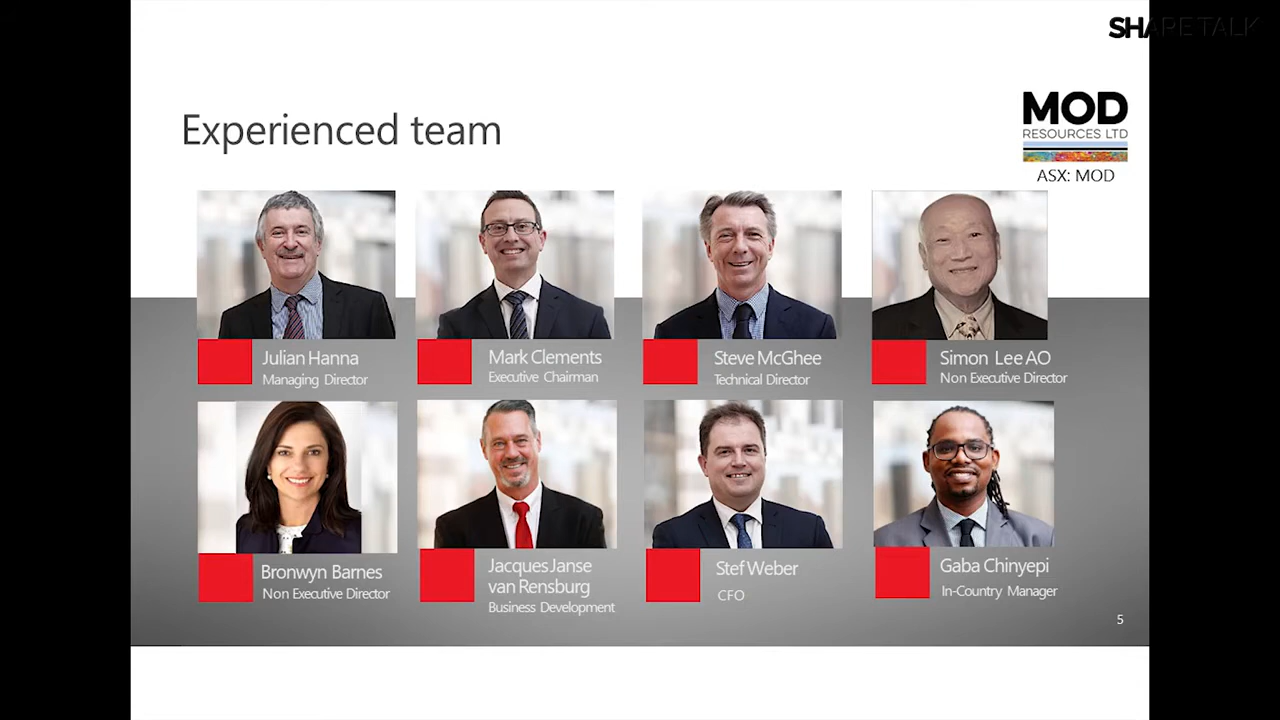 SHAPE TALK
Experienced team
MOD
RESOURCES LTD
ASX: MOD
Julian Hanna
Managing Director
Mark Clements
Executive Chairman
Steve McGhee
Technical Director
Simon Lee AO
Non Executive Director
Bronwyn Barnes
Non Executive Director
Jacques Janse
van Rensburg
Business Development
Stef Weber
CFO
Gaba Chinyepi
In-Country Manager
5